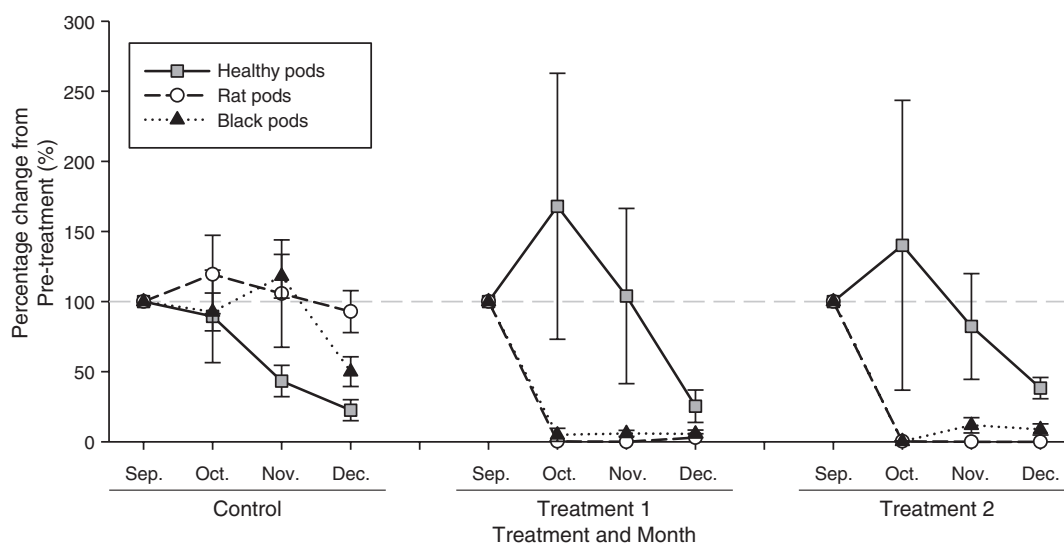 300
250
200
150
100
50
0
Percentage change from
Pre-treatment (%)
Healthy pods
Rat pods
Black pods
Sep. Oct. Nov. Dec. Sep. Oct. Nov. Dec. Sep. Oct. Nov. Dec.
Control Treatment 1 Treatment 2
Treatment and Month